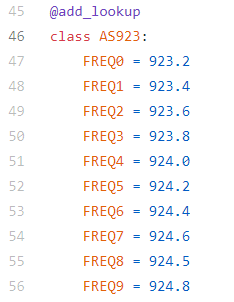 45 @add_lookup
46 class AS923:
47 FREQ0 = 923.2
48 FREQ1 = 923.4
49 FREQ2 = 923.6
50 FREQ3 = 923.8
51 FREQ4 = 924.0
52 FREQ5 = 924.2
53 FREQ6 = 924.4
54 FREQ7 = 924.6
55 FREQ8 = 924.5
56 FREQ9 = 924.8